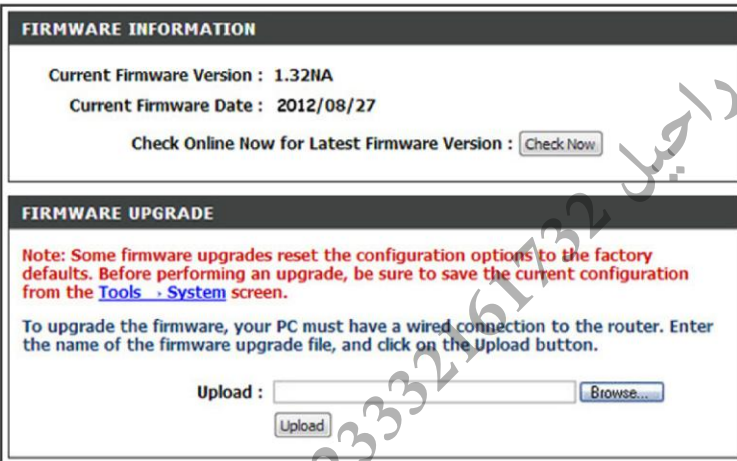 FIRMWARE INFORMATION
Current Firmware Version : 1.32NA
Current Firmware Date : 2012/08/27
Check Online Now for Latest Firmware Version : Check Now
FIRMWARE UPGRADE
Note: Some firmware upgrades reset the configuration options to the factory
defaults. Before performing an upgrade, be sure to save the current configuration
from the Tools → System screen.
To upgrade the firmware, your PC must have a wired connection to the router. Enter
the name of the firmware upgrade file, and click on the Upload button.
Upload : Browse...
Upload
راحيل